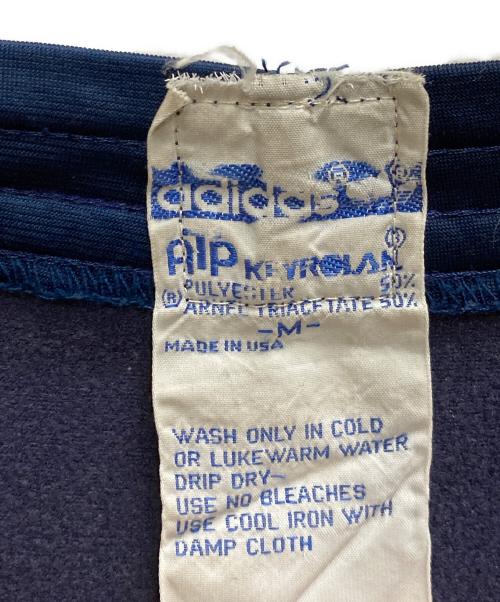 adidas ®
ATP KEYROLAN ®
POLYESTER 50%
® ARNEL TRIACETATE 50%
-M-
MADE IN USA
WASH ONLY IN COLD
OR LUKEWARM WATER
DRIP DRY-
USE NO BLEACHES
USE COOL IRON WITH
DAMP CLOTH